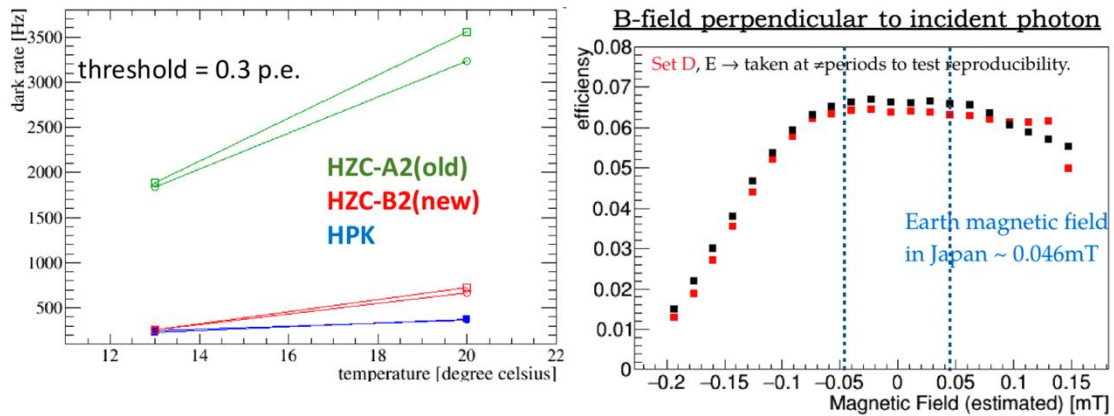 3500
3000
2500
2000
1500
1000
500
dark rate [Hz]
threshold = 0.3 p.e.
HZC-A2(old)
HZC-B2(new)
HPK
12 14 16 18 20 22
temperature [degree celsius]
B-field perpendicular to incident photon
0.08
0.07
0.06
0.05
0.04
0.03
0.02
0.01
0
efficiency
Set D, E → taken at ≠periods to test reproducibility.
Earth magnetic field
in Japan ~ 0.046mT
−0.2 −0.15 −0.1 −0.05 0 0.05 0.1 0.15
Magnetic Field (estimated) [mT]